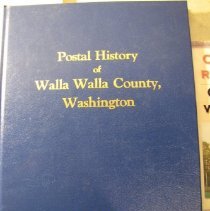 Postal History
of
Walla Walla County,
Washington